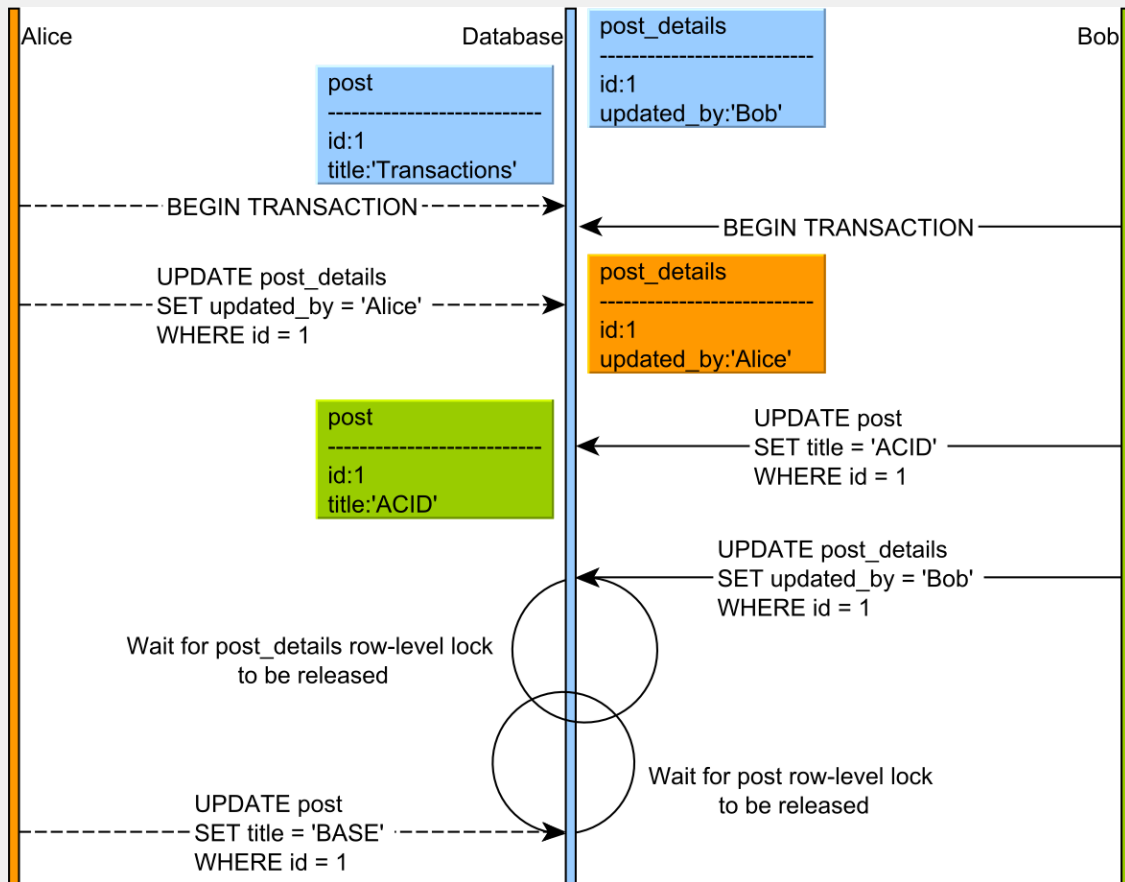 Alice
Database
post_details
---------------------------
id:1
updated_by:'Bob'
Bob
post
---------------------------
id:1
title:'Transactions'
BEGIN TRANSACTION
BEGIN TRANSACTION
UPDATE post_details
SET updated_by = 'Alice'
WHERE id = 1
post_details
---------------------------
id:1
updated_by:'Alice'
post
---------------------------
id:1
title:'ACID'
UPDATE post
SET title = 'ACID'
WHERE id = 1
UPDATE post_details
SET updated_by = 'Bob'
WHERE id = 1
Wait for post_details row-level lock
to be released
Wait for post row-level lock
to be released
UPDATE post
SET title = 'BASE'
WHERE id = 1